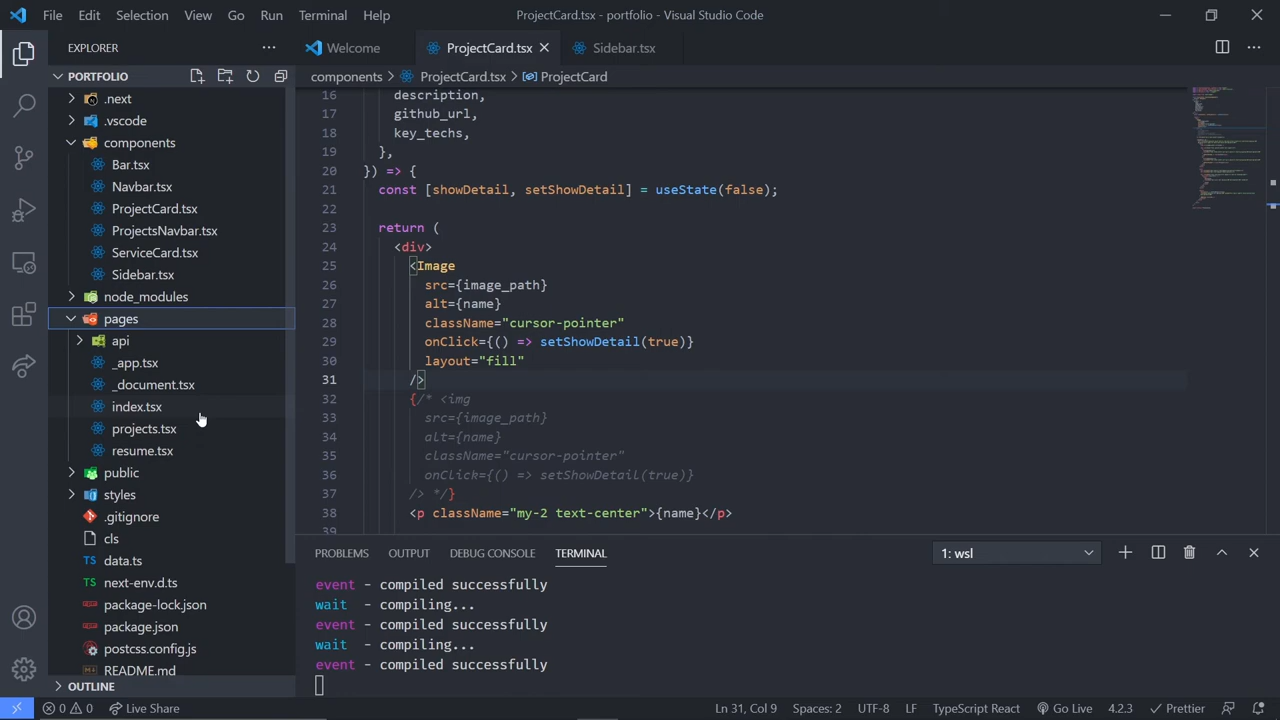 File Edit Selection View Go Run Terminal Help
ProjectCard.tsx - portfolio - Visual Studio Code
EXPLORER
PORTFOLIO
.next
.vscode
components
Bar.tsx
Navbar.tsx
ProjectCard.tsx
ProjectsNavbar.tsx
ServiceCard.tsx
Sidebar.tsx
node_modules
pages
api
_app.tsx
_document.tsx
index.tsx
projects.tsx
resume.tsx
public
styles
.gitignore
cls
TS data.ts
TS next-env.d.ts
package-lock.json
package.json
postcss.config.js
README.md
OUTLINE
Welcome ProjectCard.tsx Sidebar.tsx
components > ProjectCard.tsx > ProjectCard
16 description,
17 github_url,
18 key_techs,
19 },
20 }) => {
21 const [showDetail, setShowDetail] = useState(false);
22
23 return (
24 <div>
25 <Image
26 src={image_path}
27 alt={name}
28 className="cursor-pointer"
29 onClick={() => setShowDetail(true)}
30 layout="fill"
31 />
32 {/* <img
33 src={image_path}
34 alt={name}
35 className="cursor-pointer"
36 onClick={() => setShowDetail(true)}
37 /> */}
38 <p className="my-2 text-center">{name}</p>
39
PROBLEMS OUTPUT DEBUG CONSOLE TERMINAL
1: wsl
event - compiled successfully
wait - compiling...
event - compiled successfully
wait - compiling...
event - compiled successfully
0 0 Live Share
Ln 31, Col 9 Spaces: 2 UTF-8 LF TypeScript React Go Live 4.2.3 Prettier